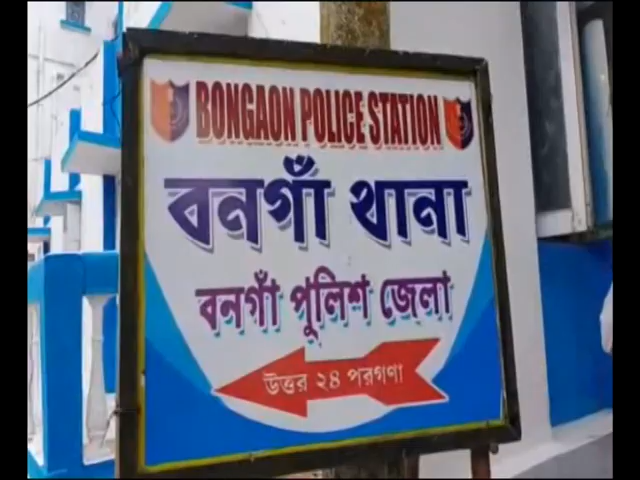 BONGAON POLICE STATION
বনগাঁ থানা
বনগাঁ পুলিশ জেলা
উত্তর ২৪ পরগণা